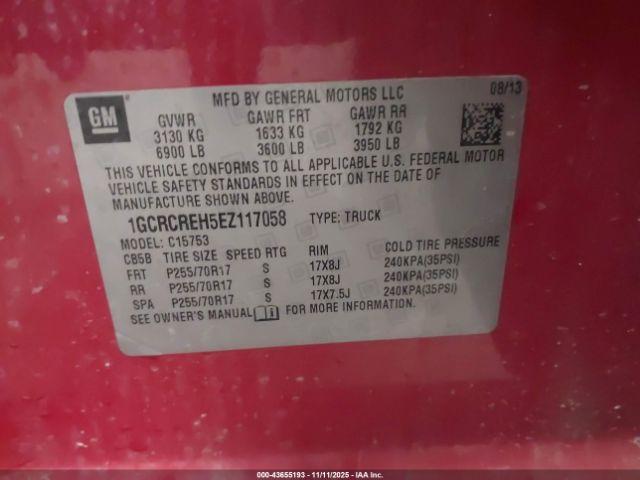 GM
MFD BY GENERAL MOTORS LLC 08/13
GVWR GAWR FRT GAWR RR
3130 KG 1633 KG 1792 KG
6900 LB 3600 LB 3950 LB
THIS VEHICLE CONFORMS TO ALL APPLICABLE U.S. FEDERAL MOTOR
VEHICLE SAFETY STANDARDS IN EFFECT ON THE DATE OF
MANUFACTURE SHOWN ABOVE.
1GCRCREH5EZ117058 TYPE: TRUCK
MODEL: C15753
CB5B TIRE SIZE SPEED RTG RIM COLD TIRE PRESSURE
FRT P255/70R17 S 17X8J 240KPA(35PSI)
RR P255/70R17 S 17X8J 240KPA(35PSI)
SPA P255/70R17 S 17X7.5J 240KPA(35PSI)
SEE OWNER'S MANUAL FOR MORE INFORMATION.
000-43655193 - 11/11/2025 - IAA Inc.